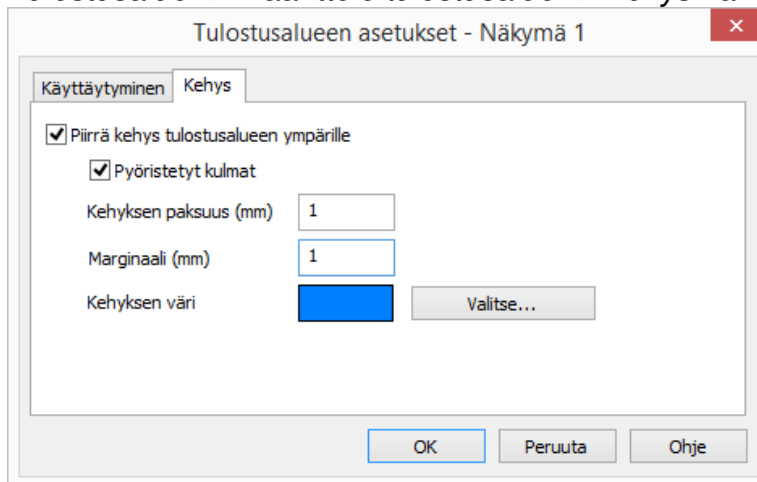 Tulostusalueen asetukset - Näkymä 1
Käyttäytyminen Kehys
Piirrä kehys tulostusalueen ympärille
Pyöristetyt kulmat
Kehyksen paksuus (mm) 1
Marginaali (mm) 1
Kehyksen väri Valitse...
OK Peruuta Ohje